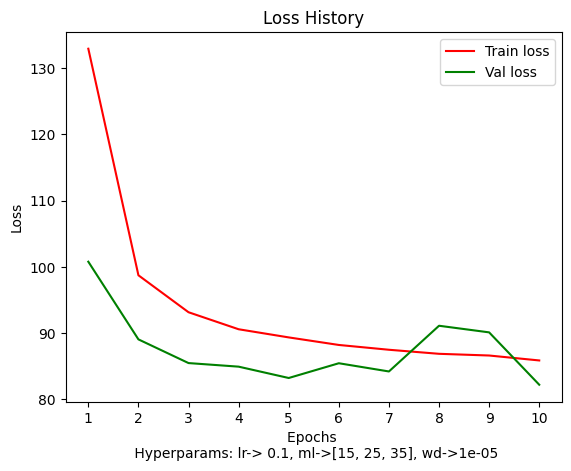 Loss History
Train loss
Val loss
130
120
110
100
90
80
Loss
1 2 3 4 5 6 7 8 9 10
Epochs
Hyperparams: lr-> 0.1, ml->[15, 25, 35], wd->1e-05